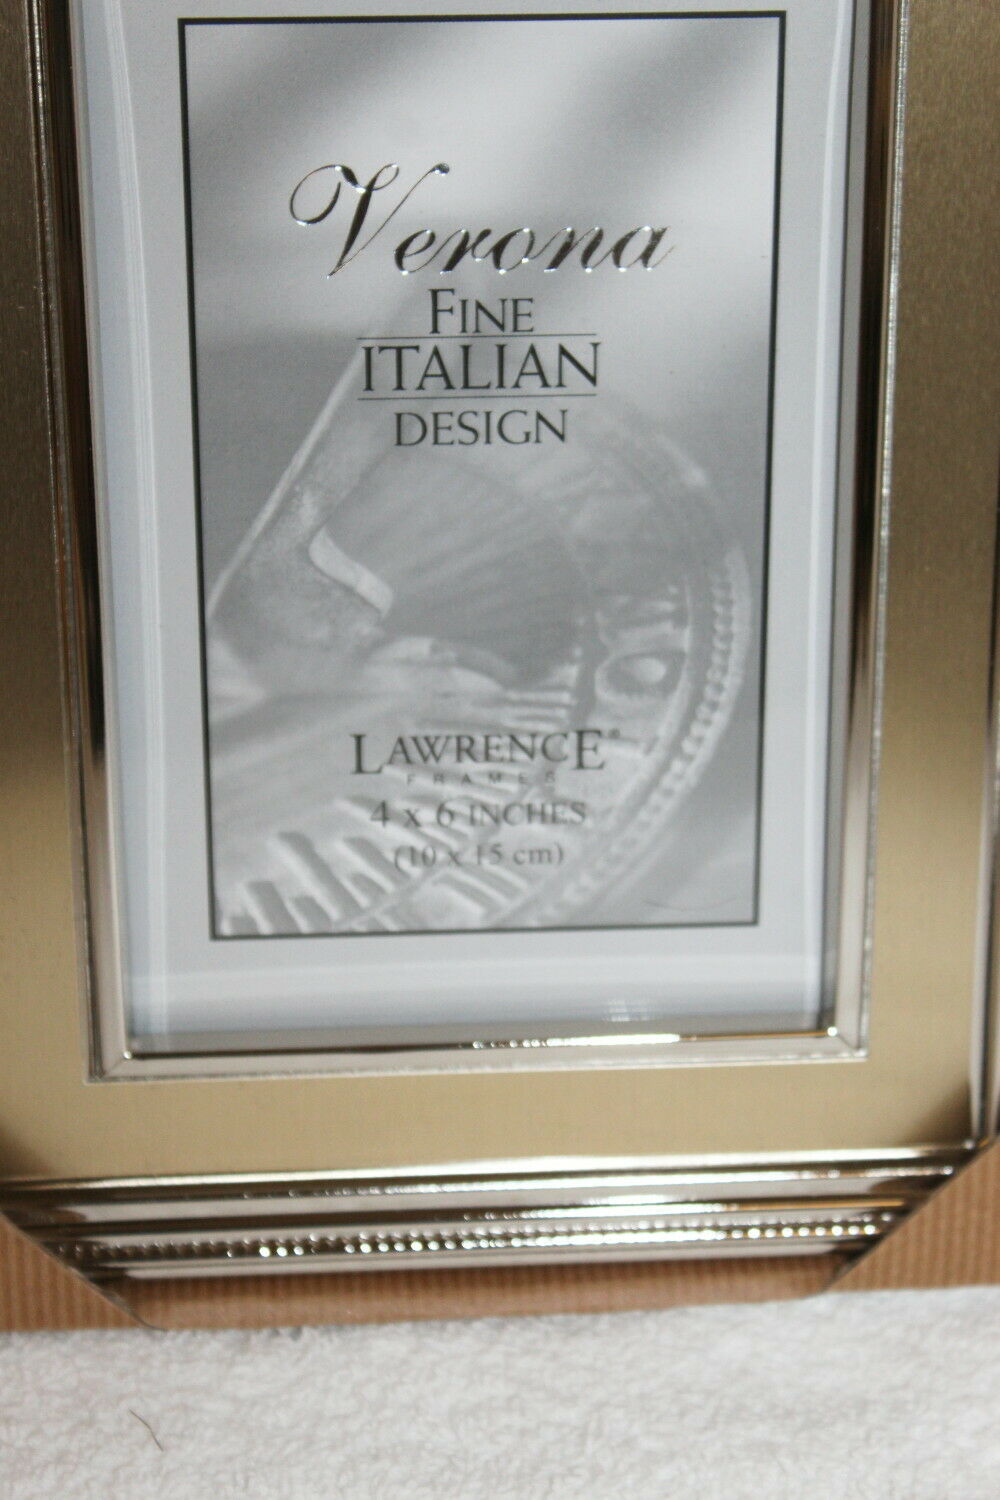 Verona
FINE
ITALIAN
DESIGN
LAWRENCE®
FRAMES
4 x 6 INCHES
(10 x 15 cm)